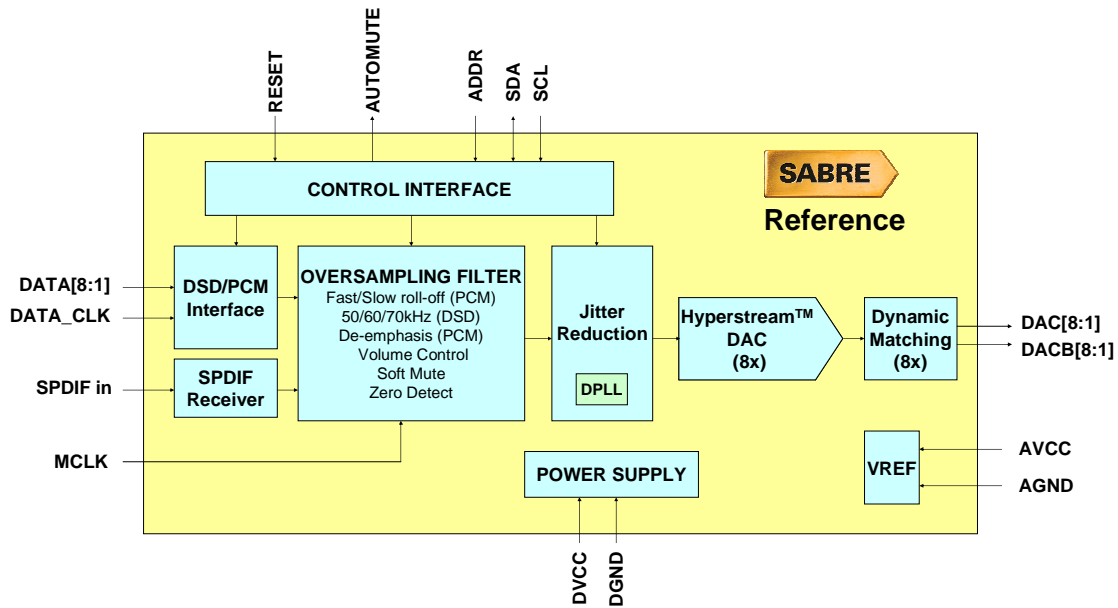 RESET
AUTOMUTE
ADDR
SDA
SCL
CONTROL INTERFACE
SABRE
Reference
DATA[8:1]
DATA_CLK
DSD/PCM
Interface
OVERSAMPLING FILTER
Fast/Slow roll-off (PCM)
50/60/70kHz (DSD)
De-emphasis (PCM)
Volume Control
Soft Mute
Zero Detect
Jitter
Reduction
DPLL
Hyperstream™
DAC
(8x)
Dynamic
Matching
(8x)
DAC[8:1]
DACB[8:1]
SPDIF in
SPDIF
Receiver
MCLK
POWER SUPPLY
VREF
AVCC
AGND
DVCC
DGND